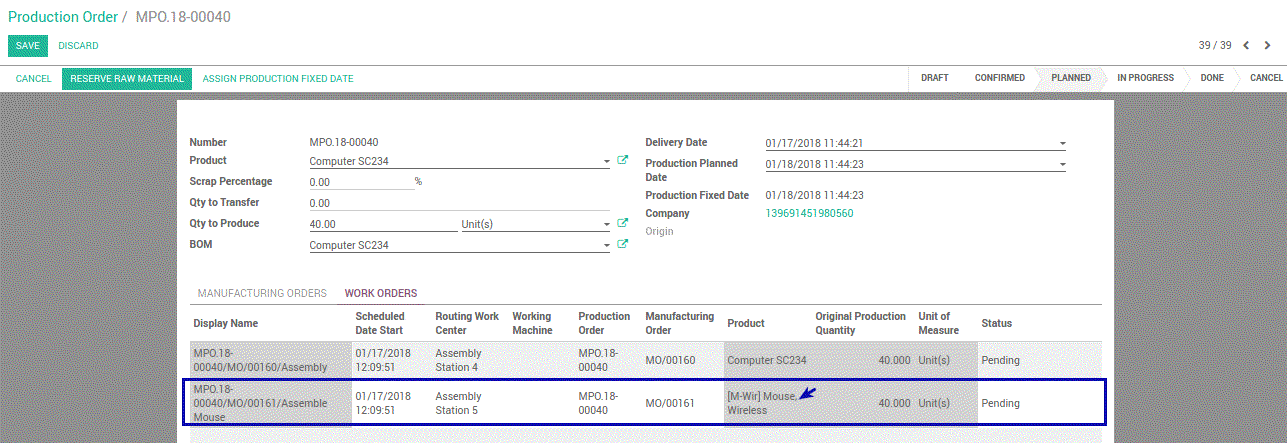 Production Order / MPO.18-00040
SAVE DISCARD 39 / 39
CANCEL RESERVE RAW MATERIAL ASSIGN PRODUCTION FIXED DATE DRAFT CONFIRMED PLANNED IN PROGRESS DONE CANCEL
Number MPO.18-00040
Product Computer SC234
Scrap Percentage 0.00 %
Qty to Transfer 0.00
Qty to Produce 40.00 Unit(s)
BOM Computer SC234
Delivery Date 01/17/2018 11:44:21
Production Planned 01/18/2018 11:44:23
Date
Production Fixed Date 01/18/2018 11:44:23
Company 139691451980560
Origin
MANUFACTURING ORDERS WORK ORDERS
Display Name Scheduled Date Start Routing Work Center Working Machine Production Order Manufacturing Order Product Original Production Quantity Unit of Measure Status
MPO.18-00040/MO/00160/Assembly 01/17/2018 12:09:51 Assembly Station 4 MPO.18-00040 MO/00160 Computer SC234 40.000 Unit(s) Pending
MPO.18-00040/MO/00161/Assemble Mouse 01/17/2018 12:09:51 Assembly Station 5 MPO.18-00040 MO/00161 [M-Wir] Mouse, Wireless 40.000 Unit(s) Pending